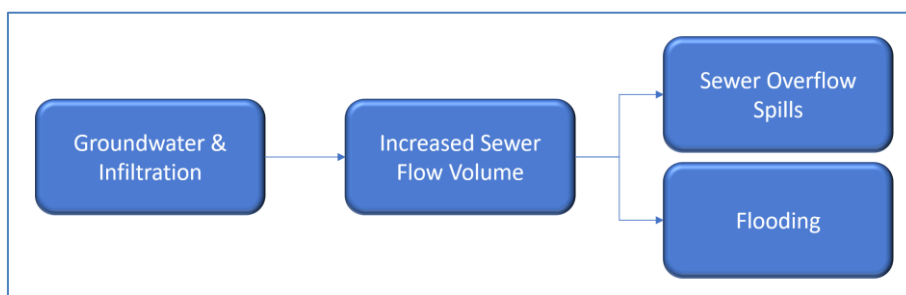 Groundwater &
Infiltration
Increased Sewer
Flow Volume
Sewer Overflow
Spills
Flooding